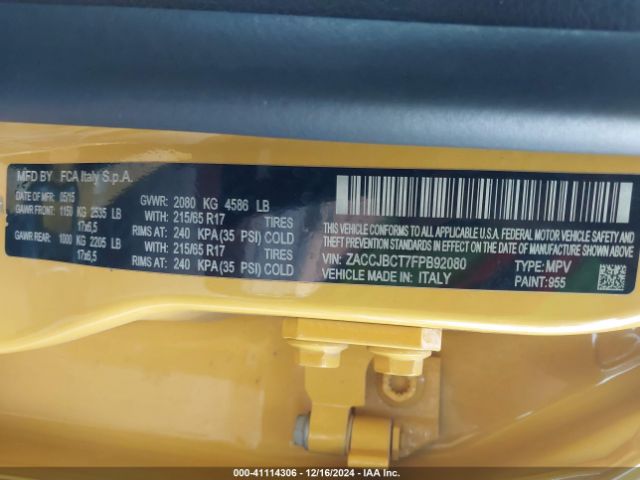 MFD BY FCA Italy S.p.A.
DATE OF MFR 05/15 GVWR: 2080 KG 4586 LB
GAWR FRONT: 1150 KG 2535 LB WITH 215/65 R17 TIRES
17x6,5 RIMS AT: 240 KPA(35 PSI) COLD
GAWR REAR: 1000 KG 2205 LB WITH 215/65 R17 TIRES
17x6,5 RIMS AT: 240 KPA(35 PSI) COLD
THIS VEHICLE CONFORMS TO ALL APPLICABLE U.S.A. FEDERAL MOTOR VEHICLE SAFETY
AND THEFT PREVENTION STANDARDS IN EFFECT ON THE DATE OF MANUFACTURE SHOWN ABOVE
VIN: ZACCJBCT7FPB92080 TYPE: MPV
VEHICLE MADE IN: ITALY PAINT: 955
000-41114306 - 12/16/2024 - IAA Inc.